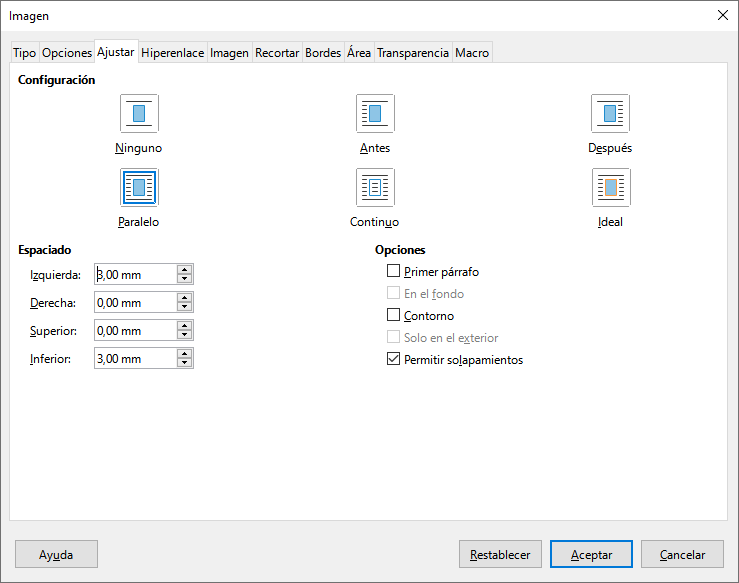 Imagen
Tipo Opciones Ajustar Hiperenlace Imagen Recortar Bordes Área Transparencia Macro
Configuración
Ninguno Antes Después
Paralelo Continuo Ideal
Espaciado Opciones
Izquierda: 3,00 mm Primer párrafo
En el fondo
Derecha: 0,00 mm
Contorno
Superior: 0,00 mm
Solo en el exterior
Inferior: 3,00 mm Permitir solapamientos
Ayuda Restablecer Aceptar Cancelar